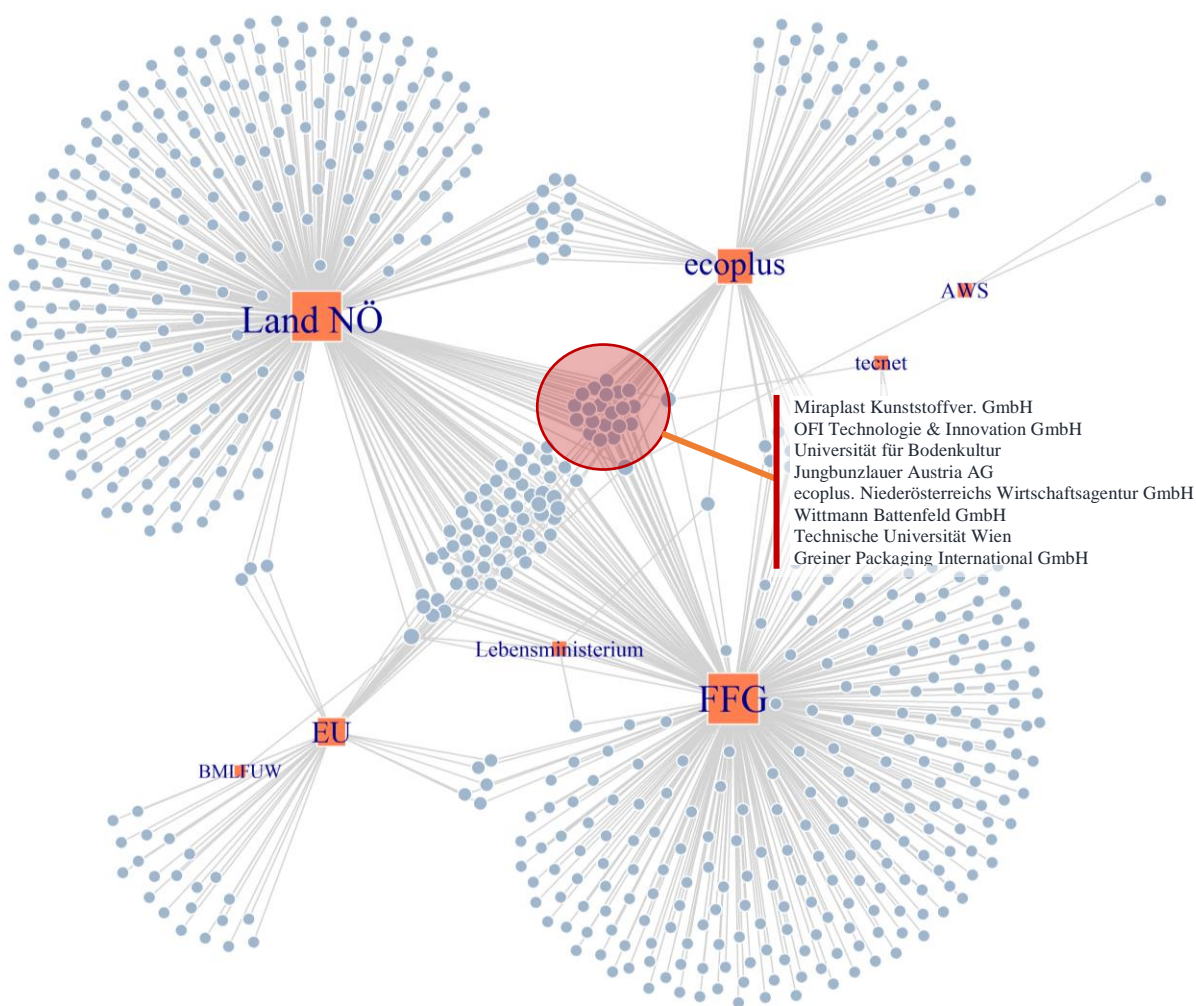 ecoplus
AWS
Land NÖ
tecnet
Miraplast Kunststoffver. GmbH
OFI Technologie & Innovation GmbH
Universität für Bodenkultur
Jungbunzlauer Austria AG
ecoplus. Niederösterreichs Wirtschaftsagentur GmbH
Wittmann Battenfeld GmbH
Technische Universität Wien
Greiner Packaging International GmbH
Lebensministerium
FFG
EU
BMLFUW